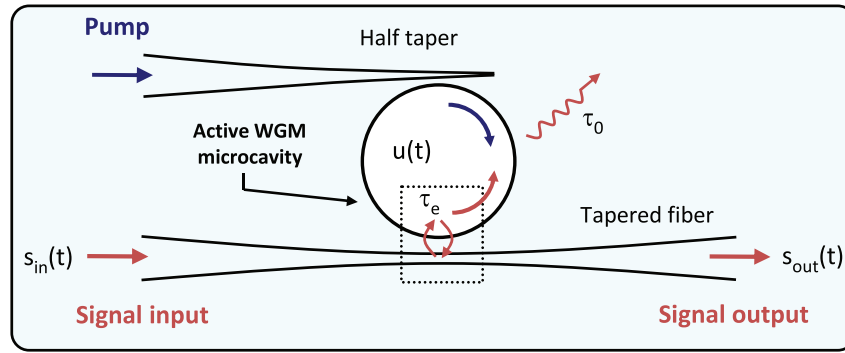 Pump
Half taper
τ₀
Active WGM
microcavity
u(t)
τₑ
Tapered fiber
sᵢₙ(t)
sₒᵤₜ(t)
Signal input
Signal output